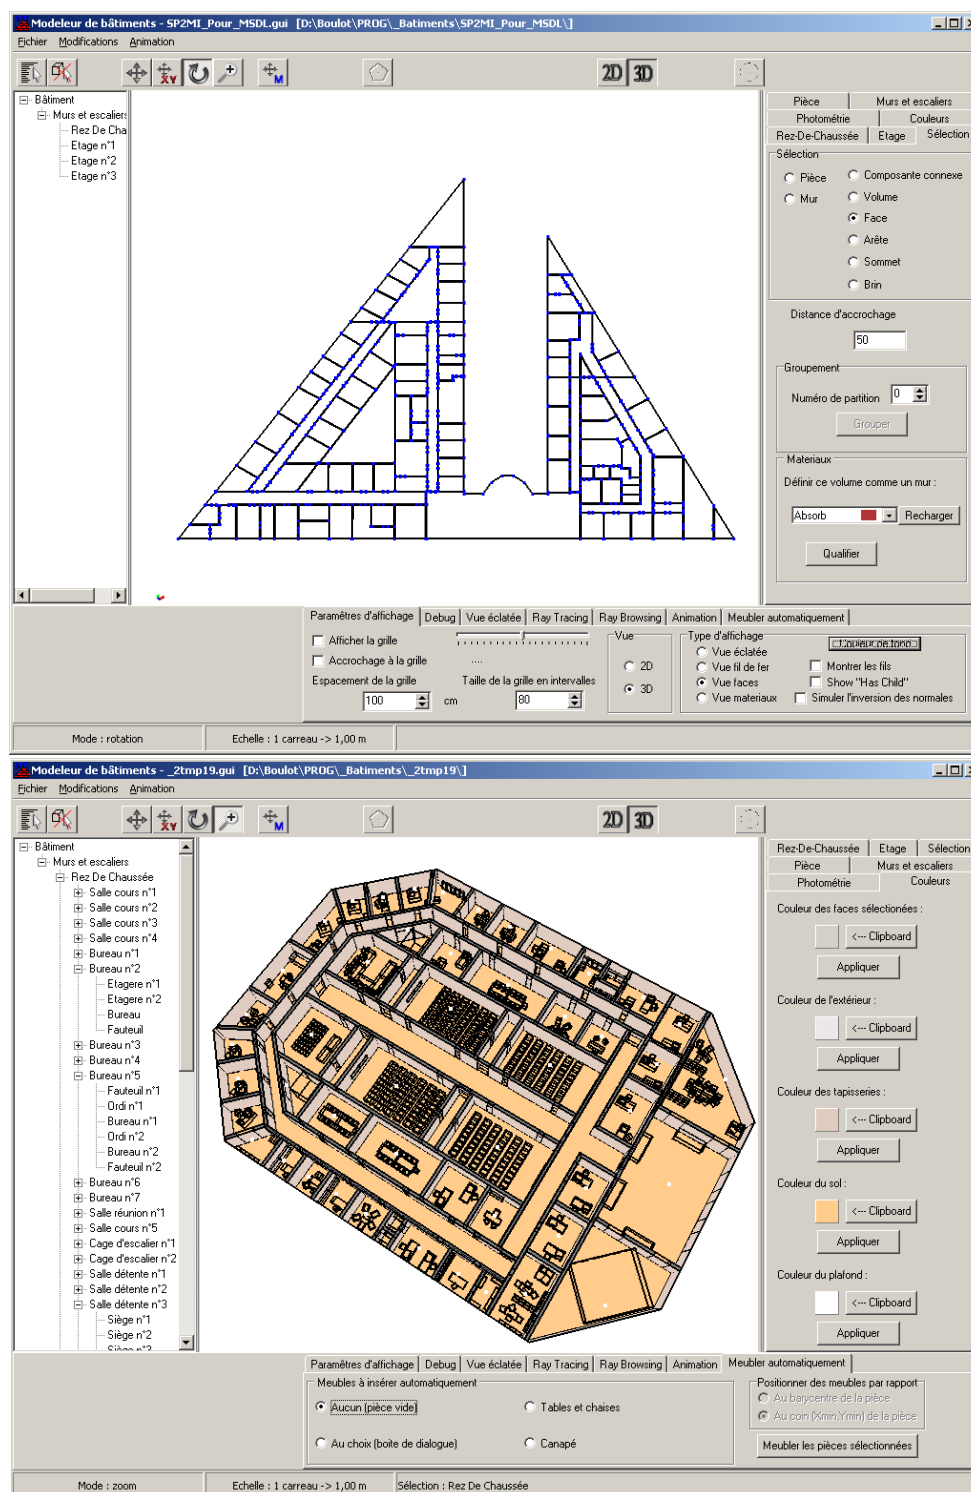 Modeleur de bâtiments - SP2MI_Pour_MSDL.gui [D:\Boulot\PROG\_Batiments\SP2MI_Pour_MSDL\]
Fichier Modifications Animation
XY M 2D 3D
Bâtiment
Murs et escaliers
Rez De Cha
Etage n°1
Etage n°2
Etage n°3
Pièce Murs et escaliers
Photométrie Couleurs
Rez-De-Chaussée Etage Sélection
Sélection
Pièce Composante connexe
Mur Volume
Face
Arête
Sommet
Brin
Distance d'accrochage
50
Groupement
Numéro de partition 0
Grouper
Materiaux
Définir ce volume comme un mur :
Absorb Recharger
Qualifier
Paramètres d'affichage Debug Vue éclatée Ray Tracing Ray Browsing Animation Meubler automatiquement
Afficher la grille
Accrochage à la grille ....
Espacement de la grille Taille de la grille en intervalles
100 cm 80
Vue
2D
3D
Type d'affichage
Vue éclatée Couleur de fond
Vue fil de fer Montrer les fils
Vue faces Show "Has Child"
Vue materiaux Simuler l'inversion des normales
Mode : rotation Echelle : 1 carreau -> 1,00 m
Modeleur de bâtiments - _2tmp19.gui [D:\Boulot\PROG\_Batiments\_2tmp19\]
Fichier Modifications Animation
XY M 2D 3D
Bâtiment
Murs et escaliers
Rez De Chaussée
Salle cours n°1
Salle cours n°2
Salle cours n°3
Salle cours n°4
Bureau n°1
Bureau n°2
Etagere n°1
Etagere n°2
Bureau
Fauteuil
Bureau n°3
Bureau n°4
Bureau n°5
Fauteuil n°1
Ordi n°1
Bureau n°1
Ordi n°2
Bureau n°2
Fauteuil n°2
Bureau n°6
Bureau n°7
Salle réunion n°1
Salle cours n°5
Cage d'escalier n°1
Cage d'escalier n°2
Salle détente n°1
Salle détente n°2
Salle détente n°3
Siège n°1
Siège n°2
Siège n°3
Rez-De-Chaussée Etage Sélection
Pièce Murs et escaliers
Photométrie Couleurs
Couleur des faces sélectionées :
<--- Clipboard
Appliquer
Couleur de l'extérieur :
<--- Clipboard
Appliquer
Couleur des tapisseries :
<--- Clipboard
Appliquer
Couleur du sol :
<--- Clipboard
Appliquer
Couleur du plafond :
<--- Clipboard
Appliquer
Paramètres d'affichage Debug Vue éclatée Ray Tracing Ray Browsing Animation Meubler automatiquement
Meubles à insérer automatiquement
Aucun (pièce vide) Tables et chaises
Au choix (boite de dialogue) Canapé
Positionner des meubles par rapport
Au barycentre de la pièce
Au coin (Xmin,Ymin) de la pièce
Meubler les pièces sélectionnées
Mode : zoom Echelle : 1 carreau -> 1,00 m Sélection : Rez De Chaussée